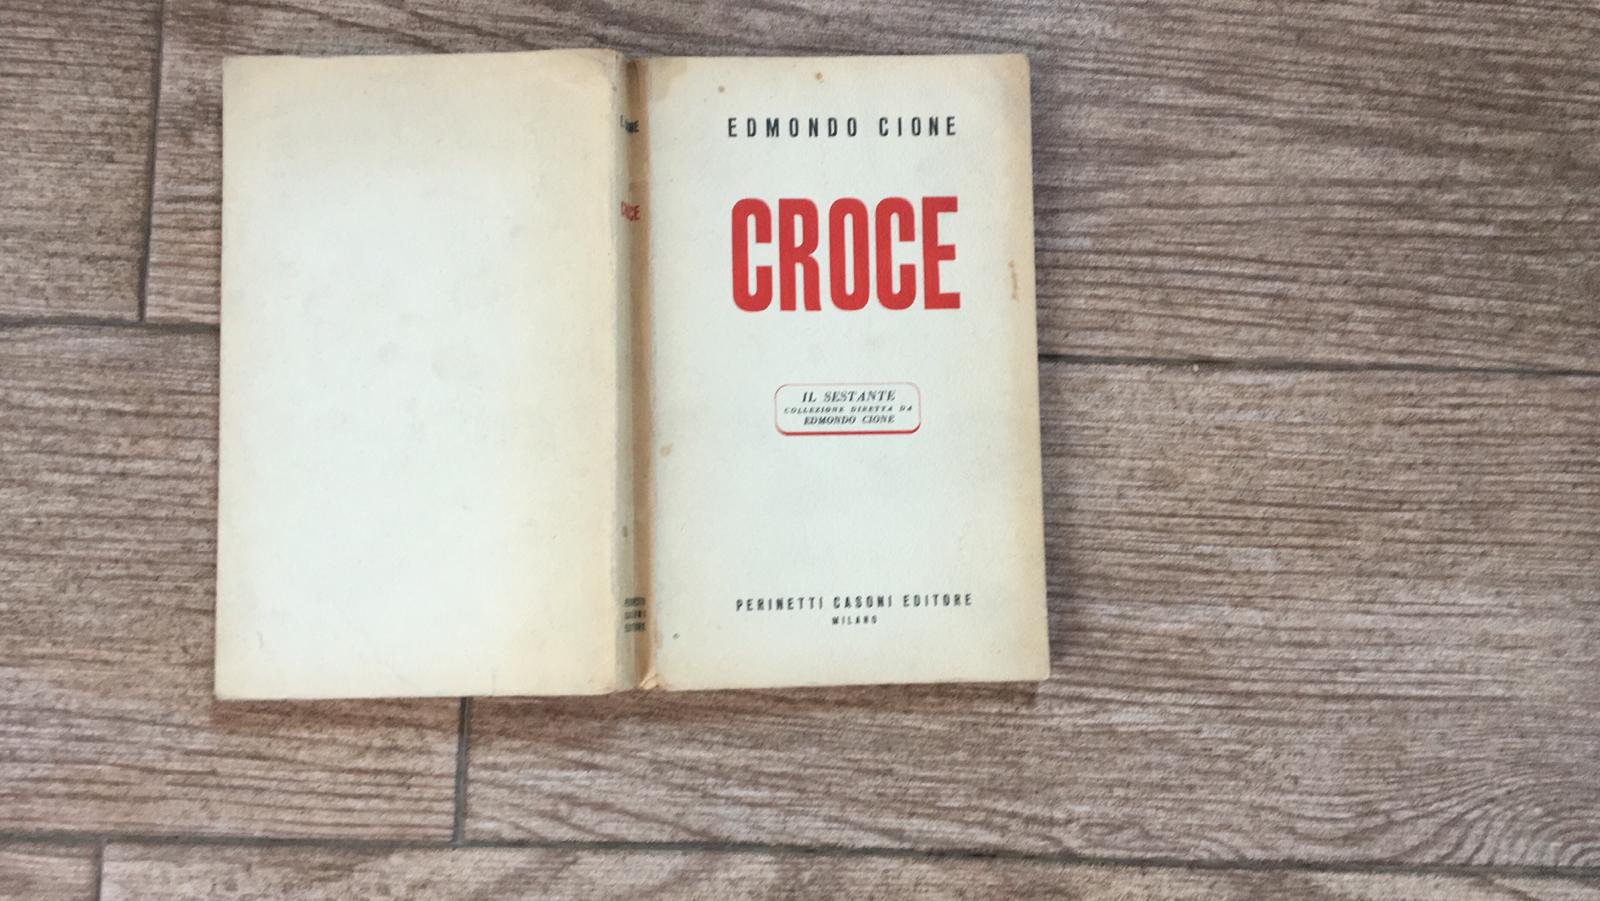 EDMONDO CIONE
CROCE
IL SESTANTE
COLLEZIONE DIRETTA DA
EDMONDO CIONE
PERINETTI CASONI EDITORE
MILANO
CROCE